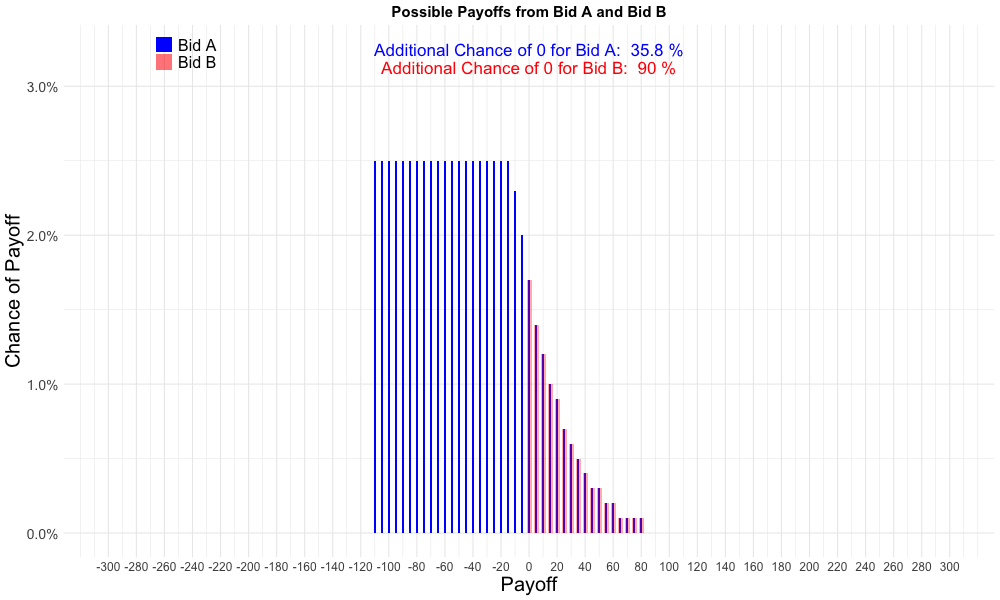 Possible Payoffs from Bid A and Bid B
Bid A
Bid B
Additional Chance of 0 for Bid A:  35.8 %
Additional Chance of 0 for Bid B:  90 %
Chance of Payoff
3.0%
2.0%
1.0%
0.0%
-300 -280 -260 -240 -220 -200 -180 -160 -140 -120 -100 -80 -60 -40 -20 0 20 40 60 80 100 120 140 160 180 200 220 240 260 280 300
Payoff